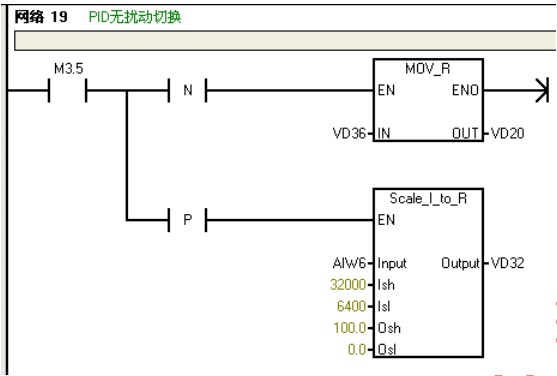 网络 19 PID无扰动切换
M3.5
N
MOV_R
EN ENO
VD36 IN OUT VD20
P
Scale_I_to_R
EN
AIW6 Input Output VD32
32000 Ish
6400 Isl
100.0 Osh
0.0 Osl